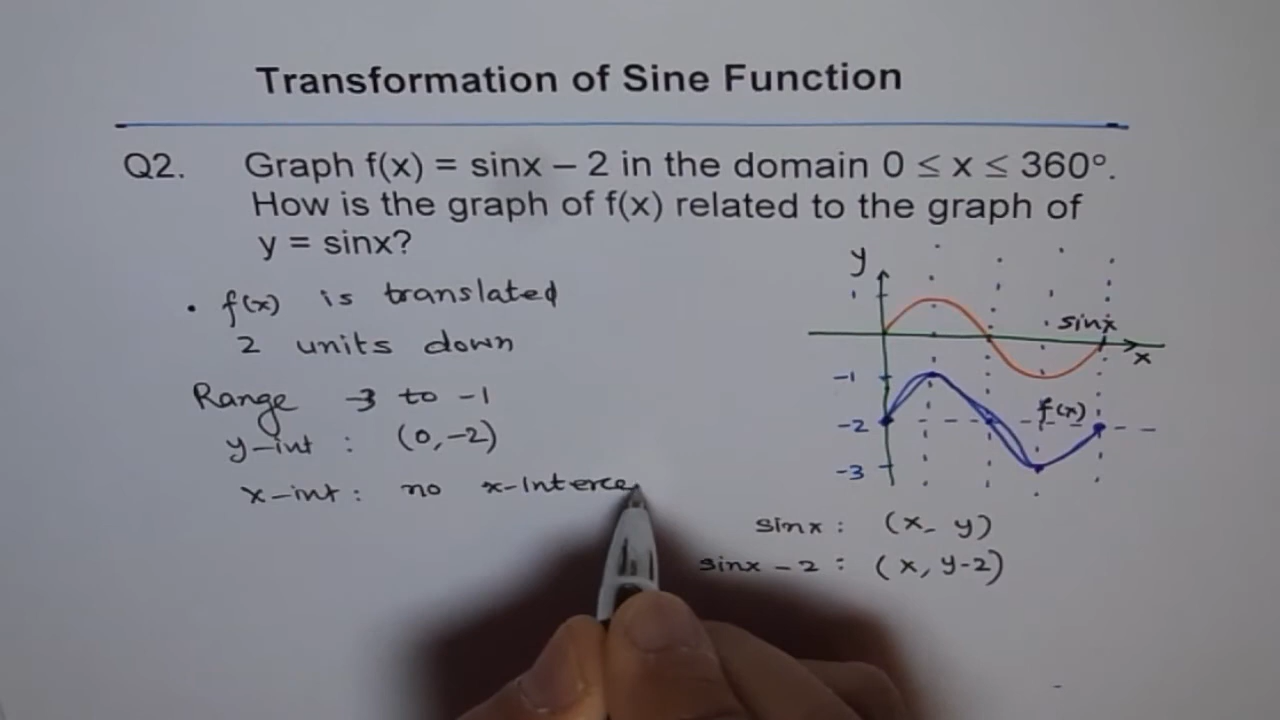 Transformation of Sine Function
Q2. Graph f(x) = sinx – 2 in the domain 0 ≤ x ≤ 360°.
How is the graph of f(x) related to the graph of
y = sinx?
• f(x) is translated
2 units down
Range -3 to -1
y-int : (0, -2)
x-int : no x-Interce
y
1
sinx
x
-1
-2
f(x)
-3
sinx : (x, y)
sinx - 2 : (x, y-2)